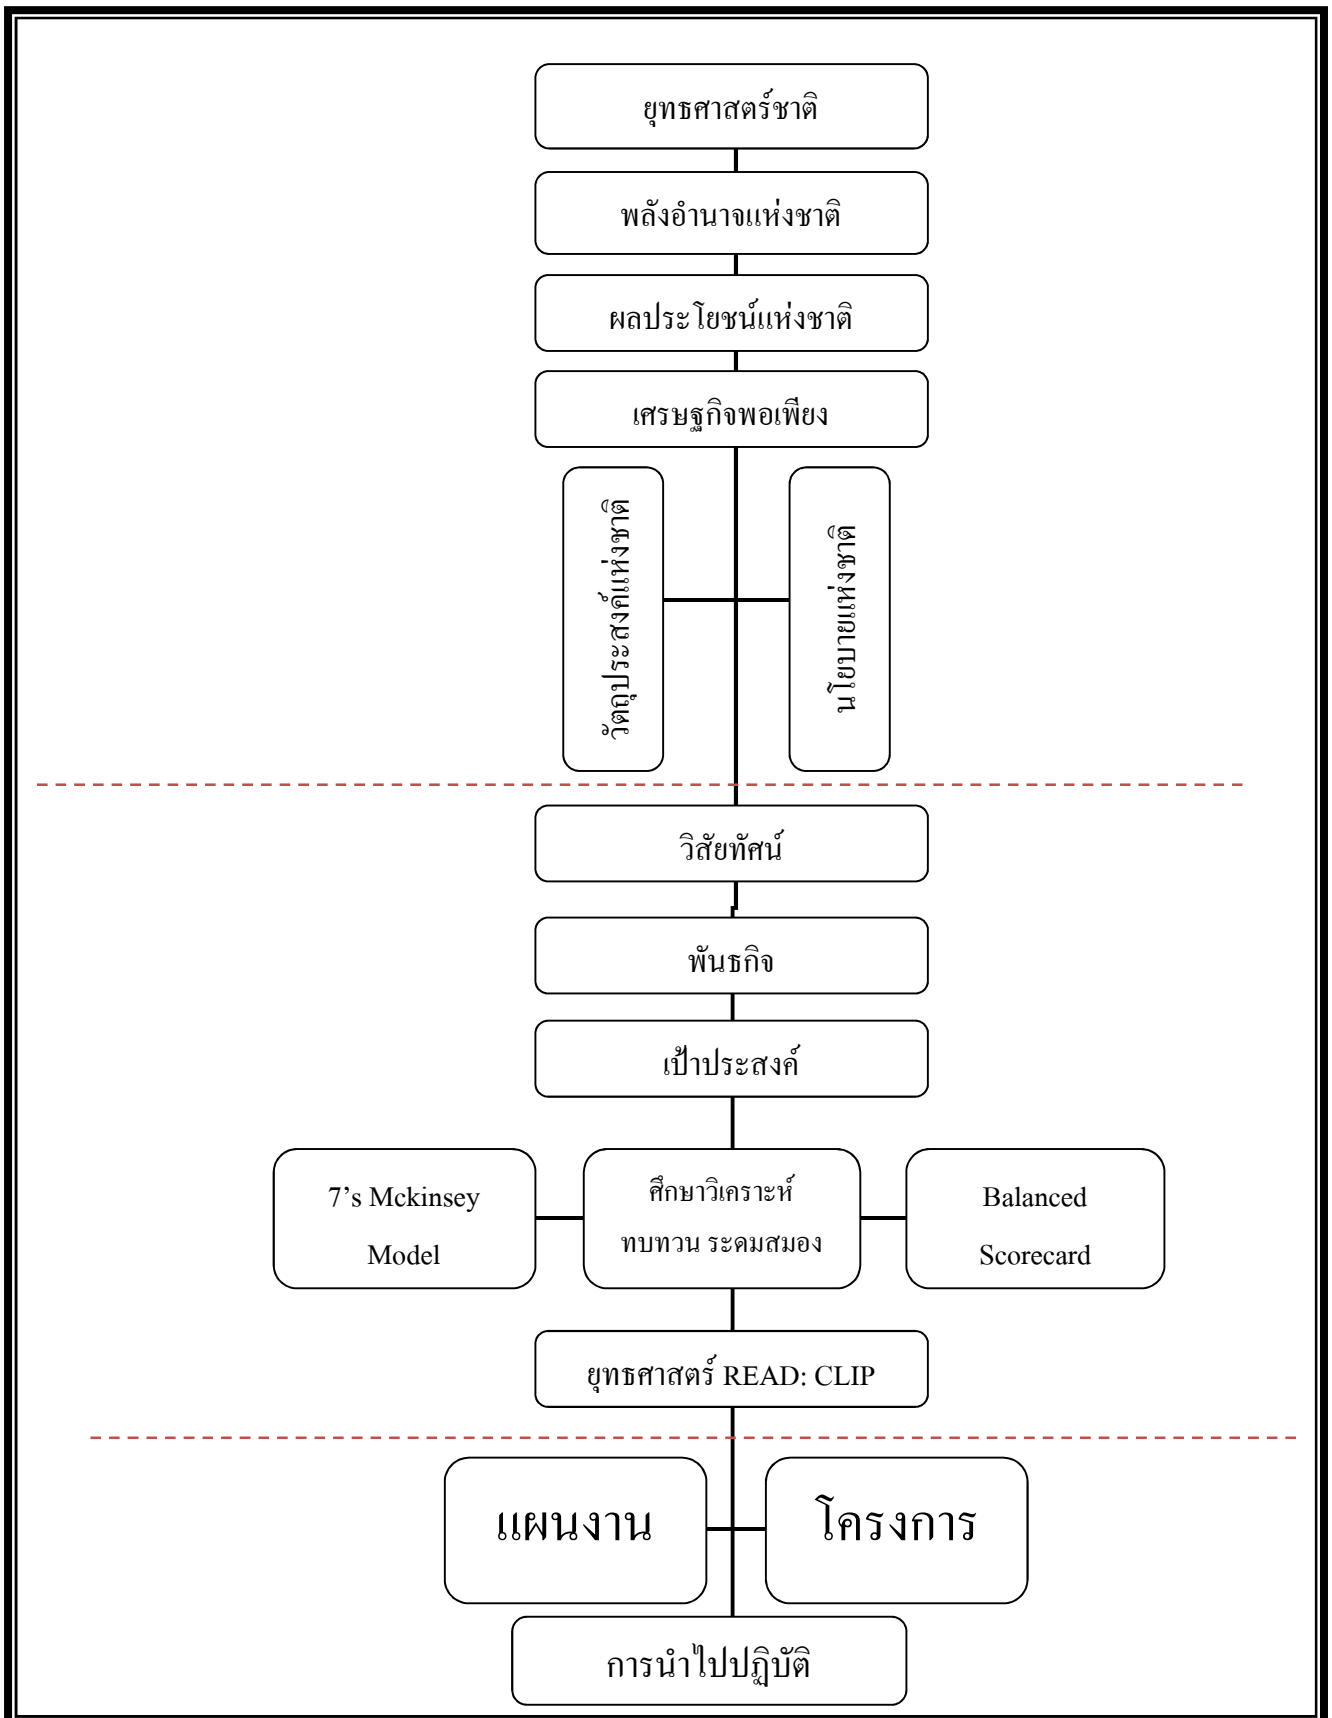 ยุทธศาสตร์ชาติ
พลังอำนาจแห่งชาติ
ผลประโยชน์แห่งชาติ
เศรษฐกิจพอเพียง
วัตถุประสงค์แห่งชาติ
นโยบายแห่งชาติ
วิสัยทัศน์
พันธกิจ
เป้าประสงค์
7’s Mckinsey
Model
ศึกษาวิเคราะห์
ทบทวน ระดมสมอง
Balanced
Scorecard
ยุทธศาสตร์ READ: CLIP
แผนงาน
โครงการ
การนำไปปฏิบัติ